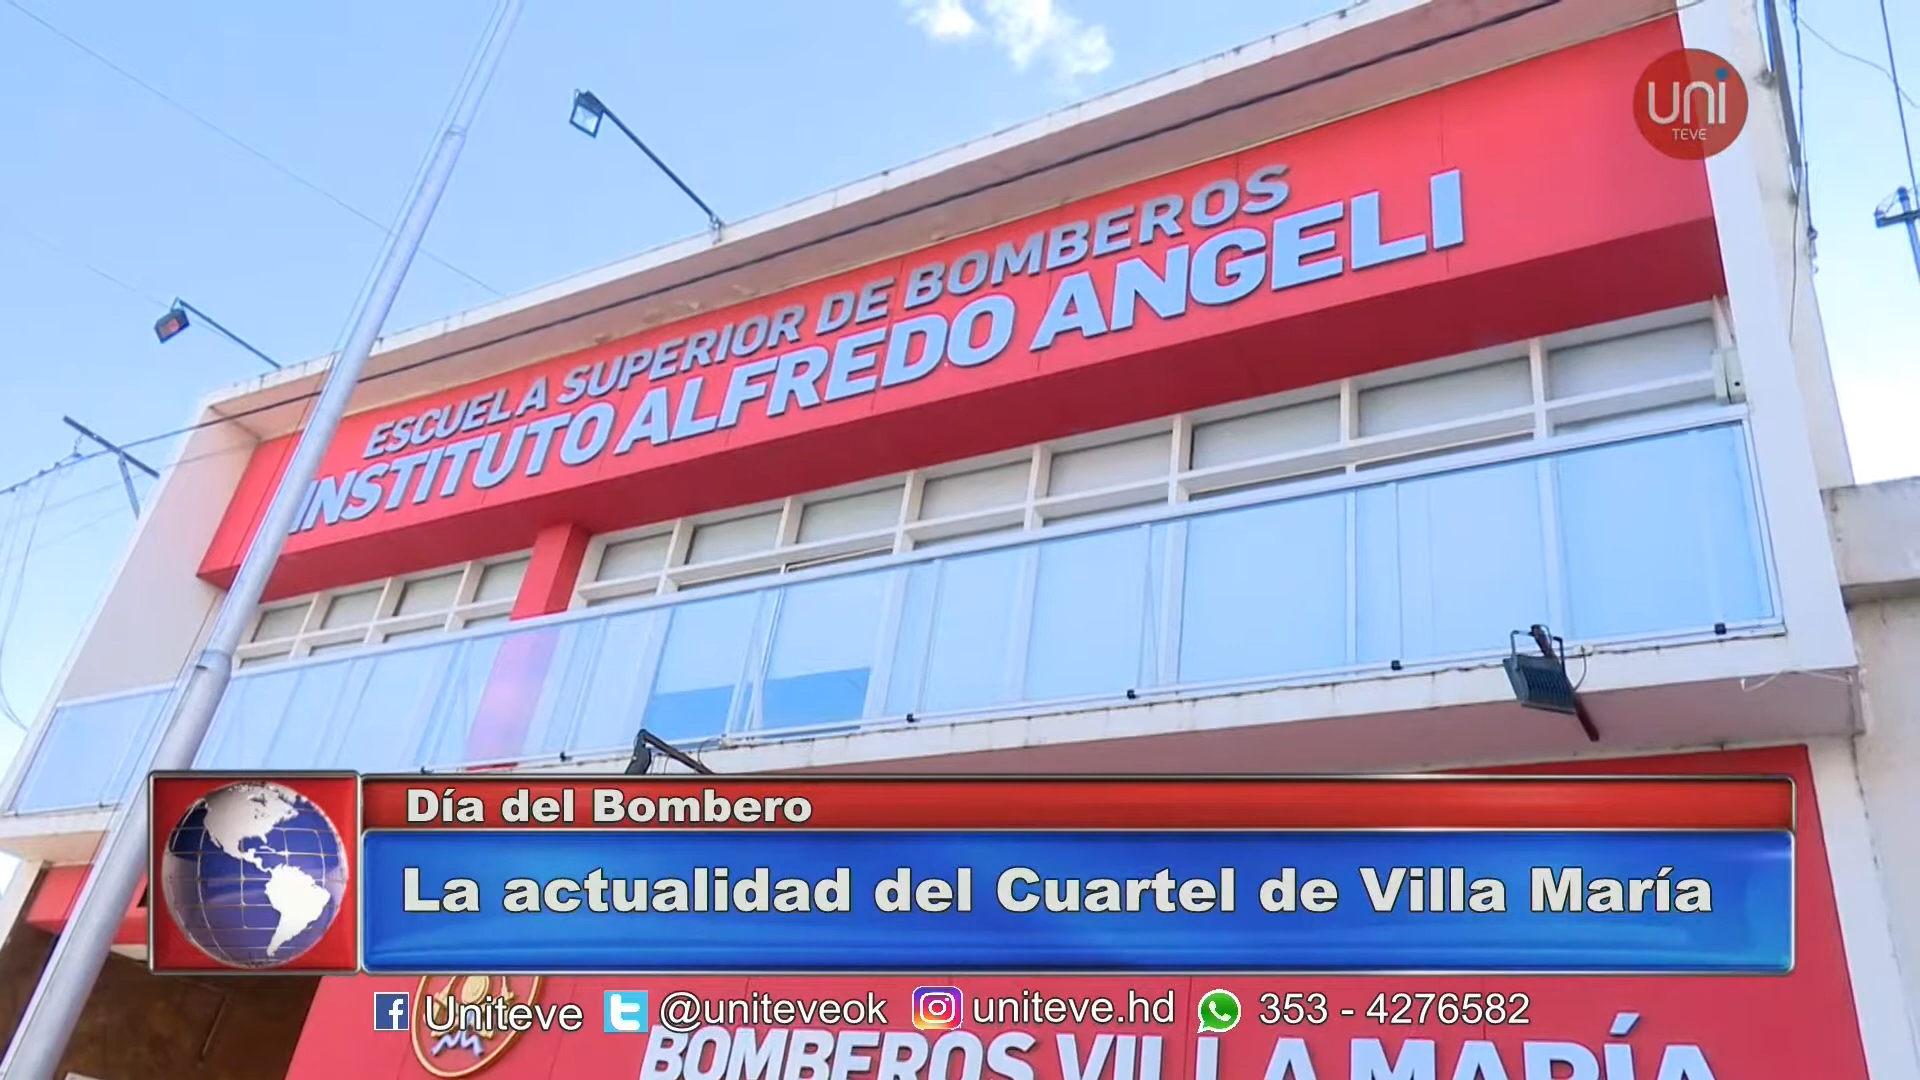 uni
TEVE
ESCUELA SUPERIOR DE BOMBEROS
INSTITUTO ALFREDO ANGELI
Día del Bombero
La actualidad del Cuartel de Villa María
Uniteve @uniteveok uniteve.hd 353 - 4276582
BOMBEROS VILLA MARÍA